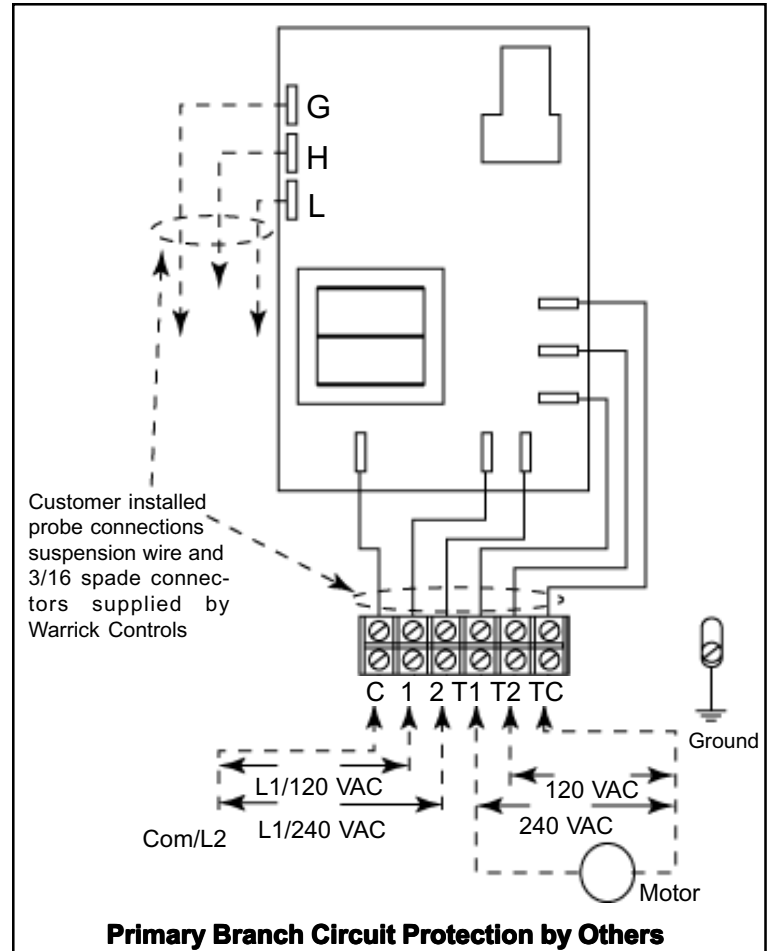 G
H
L
Customer installed
probe connections
suspension wire and
3/16 spade connec-
tors supplied by
Warrick Controls
C 1 2 T1 T2 TC
Ground
L1/120 VAC
120 VAC
Com/L2
L1/240 VAC
240 VAC
Motor
Primary Branch Circuit Protection by Others